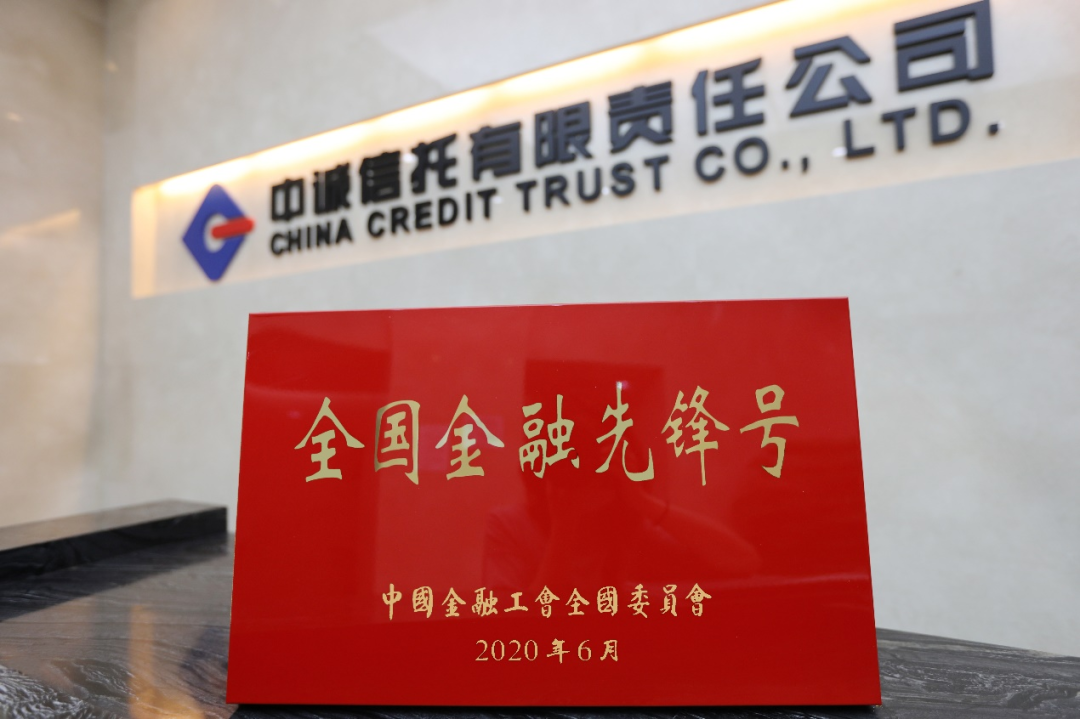 中诚信托有限责任公司
CHINA CREDIT TRUST CO., LTD.
全国金融先锋号
中國金融工會全國委員會
2020年6月